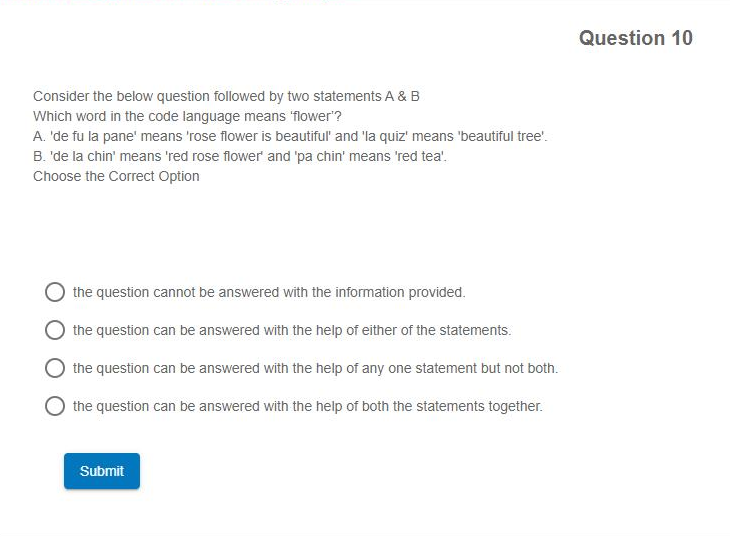 Question 10
Consider the below question followed by two statements A & B
Which word in the code language means 'flower'?
A. 'de fu la pane' means 'rose flower is beautiful' and 'la quiz' means 'beautiful tree'.
B. 'de la chin' means 'red rose flower' and 'pa chin' means 'red tea'.
Choose the Correct Option
the question cannot be answered with the information provided.
the question can be answered with the help of either of the statements.
the question can be answered with the help of any one statement but not both.
the question can be answered with the help of both the statements together.
Submit